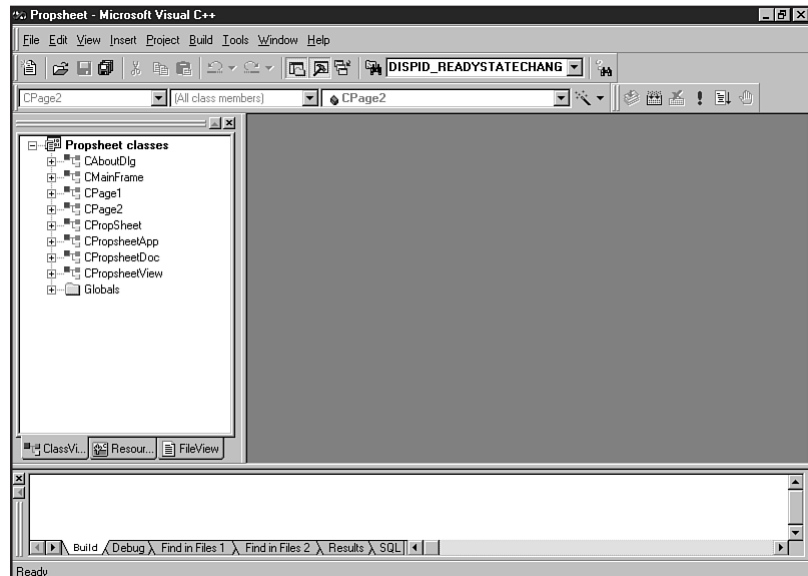 Propsheet - Microsoft Visual C++
File Edit View Insert Project Build Tools Window Help
DISPID_READYSTATECHANG
CPage2 (All class members) CPage2
Propsheet classes
CAboutDlg
CMainFrame
CPage1
CPage2
CPropSheet
CPropsheetApp
CPropsheetDoc
CPropsheetView
Globals
ClassVi... Resour... FileView
Build Debug Find in Files 1 Find in Files 2 Results SQL
Ready